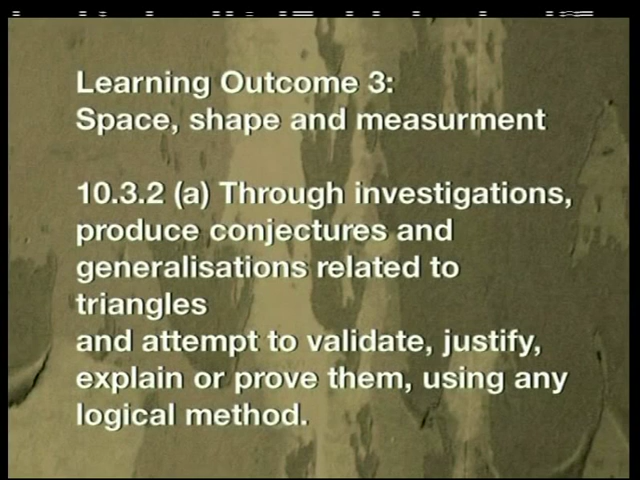 Learning Outcome 3:
Space, shape and measurment
10.3.2 (a) Through investigations,
produce conjectures and
generalisations related to
triangles
and attempt to validate, justify,
explain or prove them, using any
logical method.